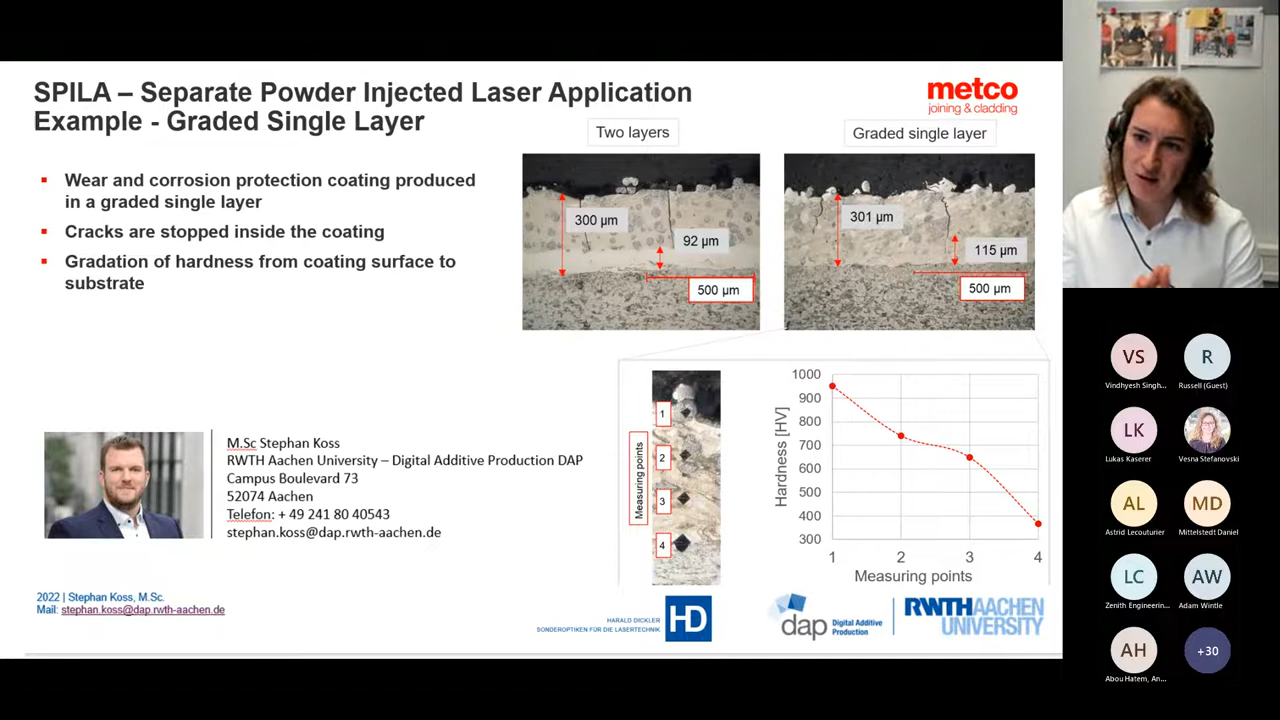 SPILA – Separate Powder Injected Laser Application
Example - Graded Single Layer
metco
joining & cladding
Two layers
Graded single layer
▪ Wear and corrosion protection coating produced
in a graded single layer
▪ Cracks are stopped inside the coating
▪ Gradation of hardness from coating surface to
substrate
300 µm
92 µm
500 µm
301 µm
115 µm
500 µm
M.Sc Stephan Koss
RWTH Aachen University – Digital Additive Production DAP
Campus Boulevard 73
52074 Aachen
Telefon: + 49 241 80 40543
stephan.koss@dap.rwth-aachen.de
Measuring points
1
2
3
4
Hardness [HV]
1000
900
800
700
600
500
400
300
1 2 3 4
Measuring points
2022 | Stephan Koss, M.Sc.
Mail: stephan.koss@dap.rwth-aachen.de
HARALD DICKLER
SONDEROPTIKEN FÜR DIE LASERTECHNIK
HD
dap
Digital Additive
Production
RWTHAACHEN
UNIVERSITY
VS
Vindhyesh Singh...
R
Russell (Guest)
LK
Lukas Kaserer
Vesna Stefanovski
AL
Astrid Lecouturier
MD
Mittelstedt Daniel
LC
Zenith Engineerin...
AW
Adam Wintle
AH
Abou Hatem, An...
+30